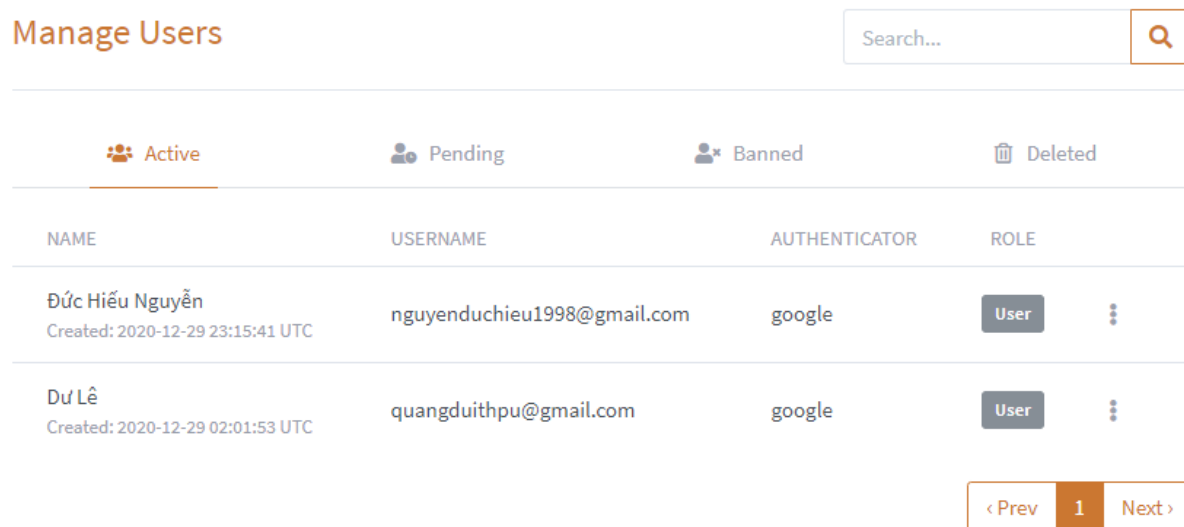 Manage Users
Search...
Active Pending Banned Deleted
NAME USERNAME AUTHENTICATOR ROLE
Đức Hiếu Nguyễn
Created: 2020-12-29 23:15:41 UTC
nguyenduchieu1998@gmail.com google User
Dư Lê
Created: 2020-12-29 02:01:53 UTC
quangduithpu@gmail.com google User
‹ Prev 1 Next ›